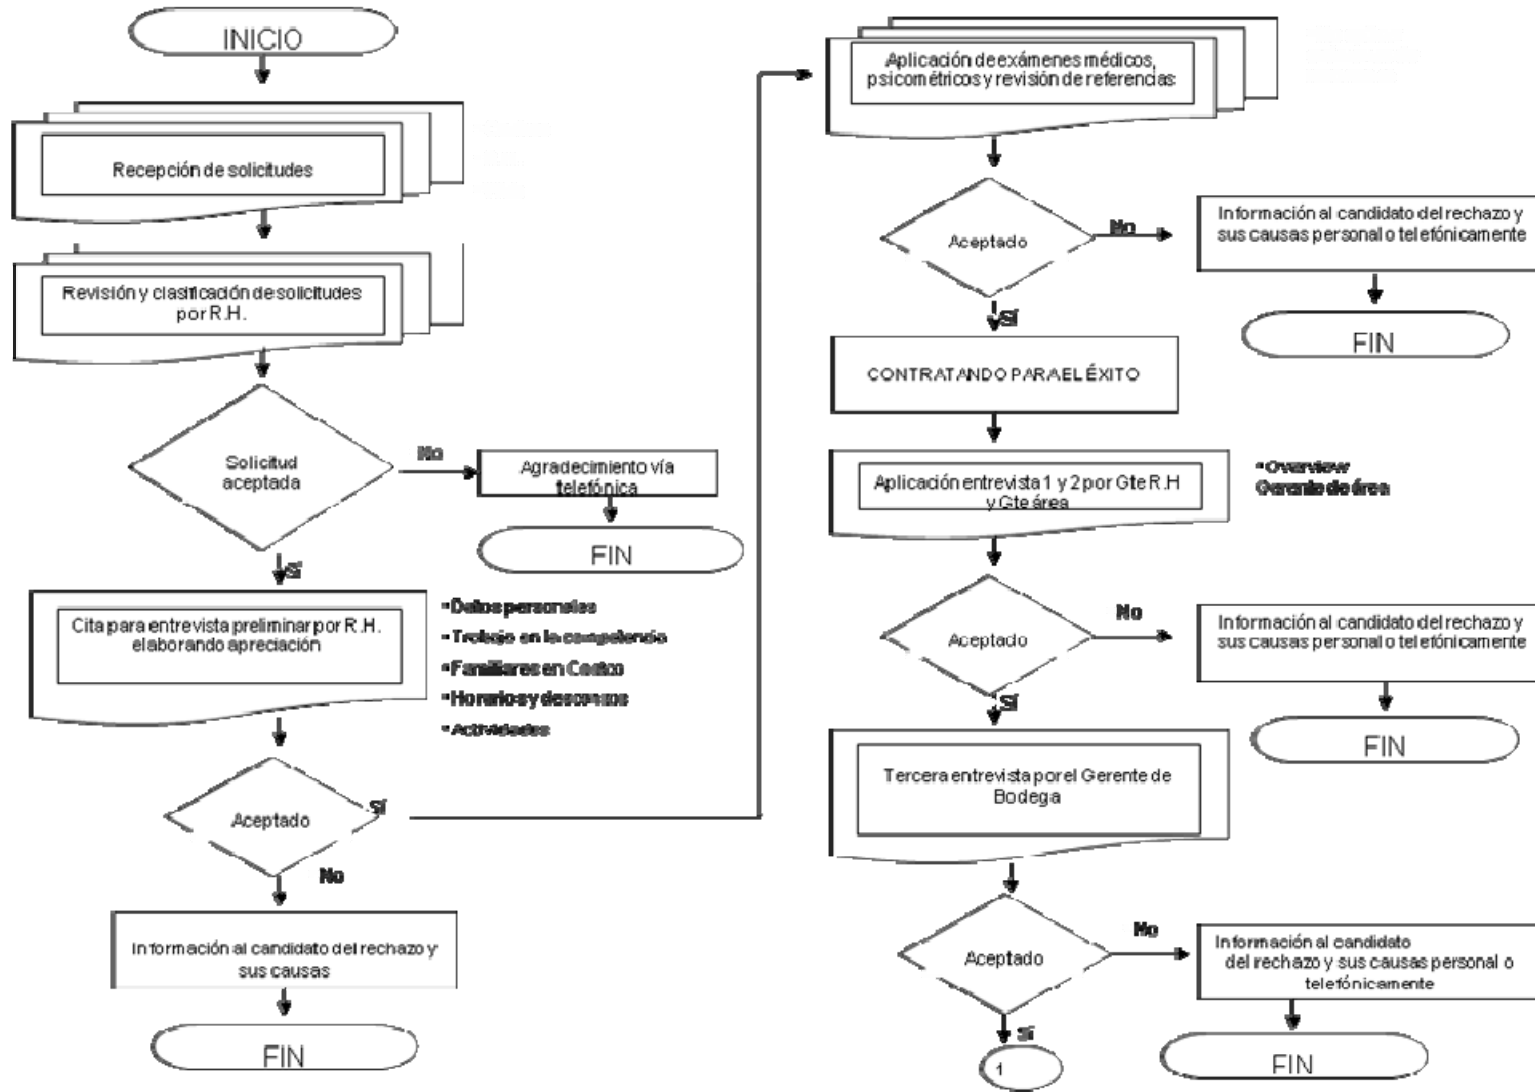 INICIO
Recepción de solicitudes
Revisión y clasificación de solicitudes
por R.H.
Solicitud
aceptada
No
Agradecimiento vía
telefónica
FIN
Sí
Cita para entrevista preliminar por R.H.
elaborando apreciación
• Datos personales
• Trabajo en la competencia
• Familiares en Costco
• Horarios y descansos
• Actividades
Aceptado
Sí
No
Información al candidato del rechazo y
sus causas
FIN
Aplicación de exámenes médicos,
psicométricos y revisión de referencias
Aceptado
No
Información al candidato del rechazo y
sus causas personal o telefónicamente
FIN
Sí
CONTRATANDO PARA EL ÉXITO
Aplicación entrevista 1 y 2 por Gte R.H
y Gte área
• Overview
Gerente de área
Aceptado
No
Información al candidato del rechazo y
sus causas personal o telefónicamente
FIN
Sí
Tercera entrevista por el Gerente de
Bodega
Aceptado
No
Información al candidato
del rechazo y sus causas personal o
telefónicamente
FIN
Sí
1